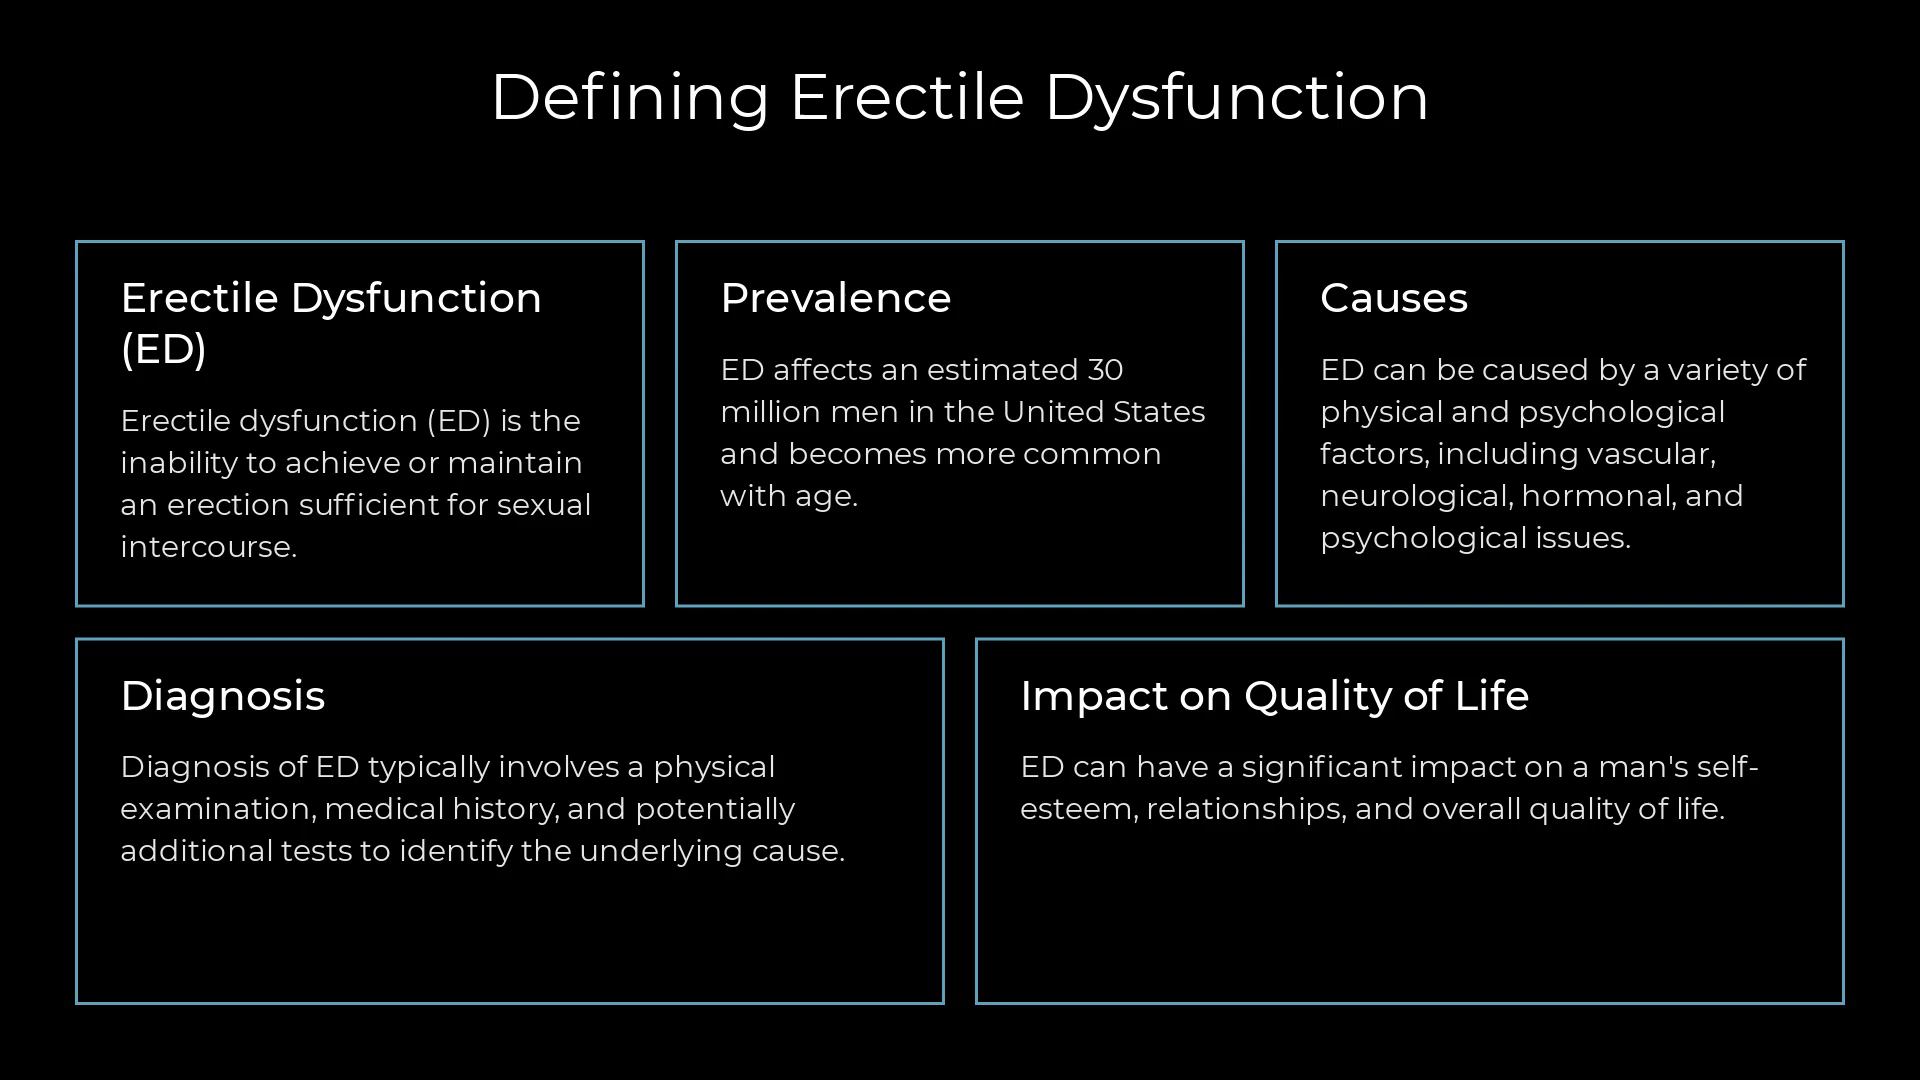 Defining Erectile Dysfunction
Erectile Dysfunction
(ED)
Erectile dysfunction (ED) is the
inability to achieve or maintain
an erection sufficient for sexual
intercourse.
Prevalence
ED affects an estimated 30
million men in the United States
and becomes more common
with age.
Causes
ED can be caused by a variety of
physical and psychological
factors, including vascular,
neurological, hormonal, and
psychological issues.
Diagnosis
Diagnosis of ED typically involves a physical
examination, medical history, and potentially
additional tests to identify the underlying cause.
Impact on Quality of Life
ED can have a significant impact on a man's self-
esteem, relationships, and overall quality of life.